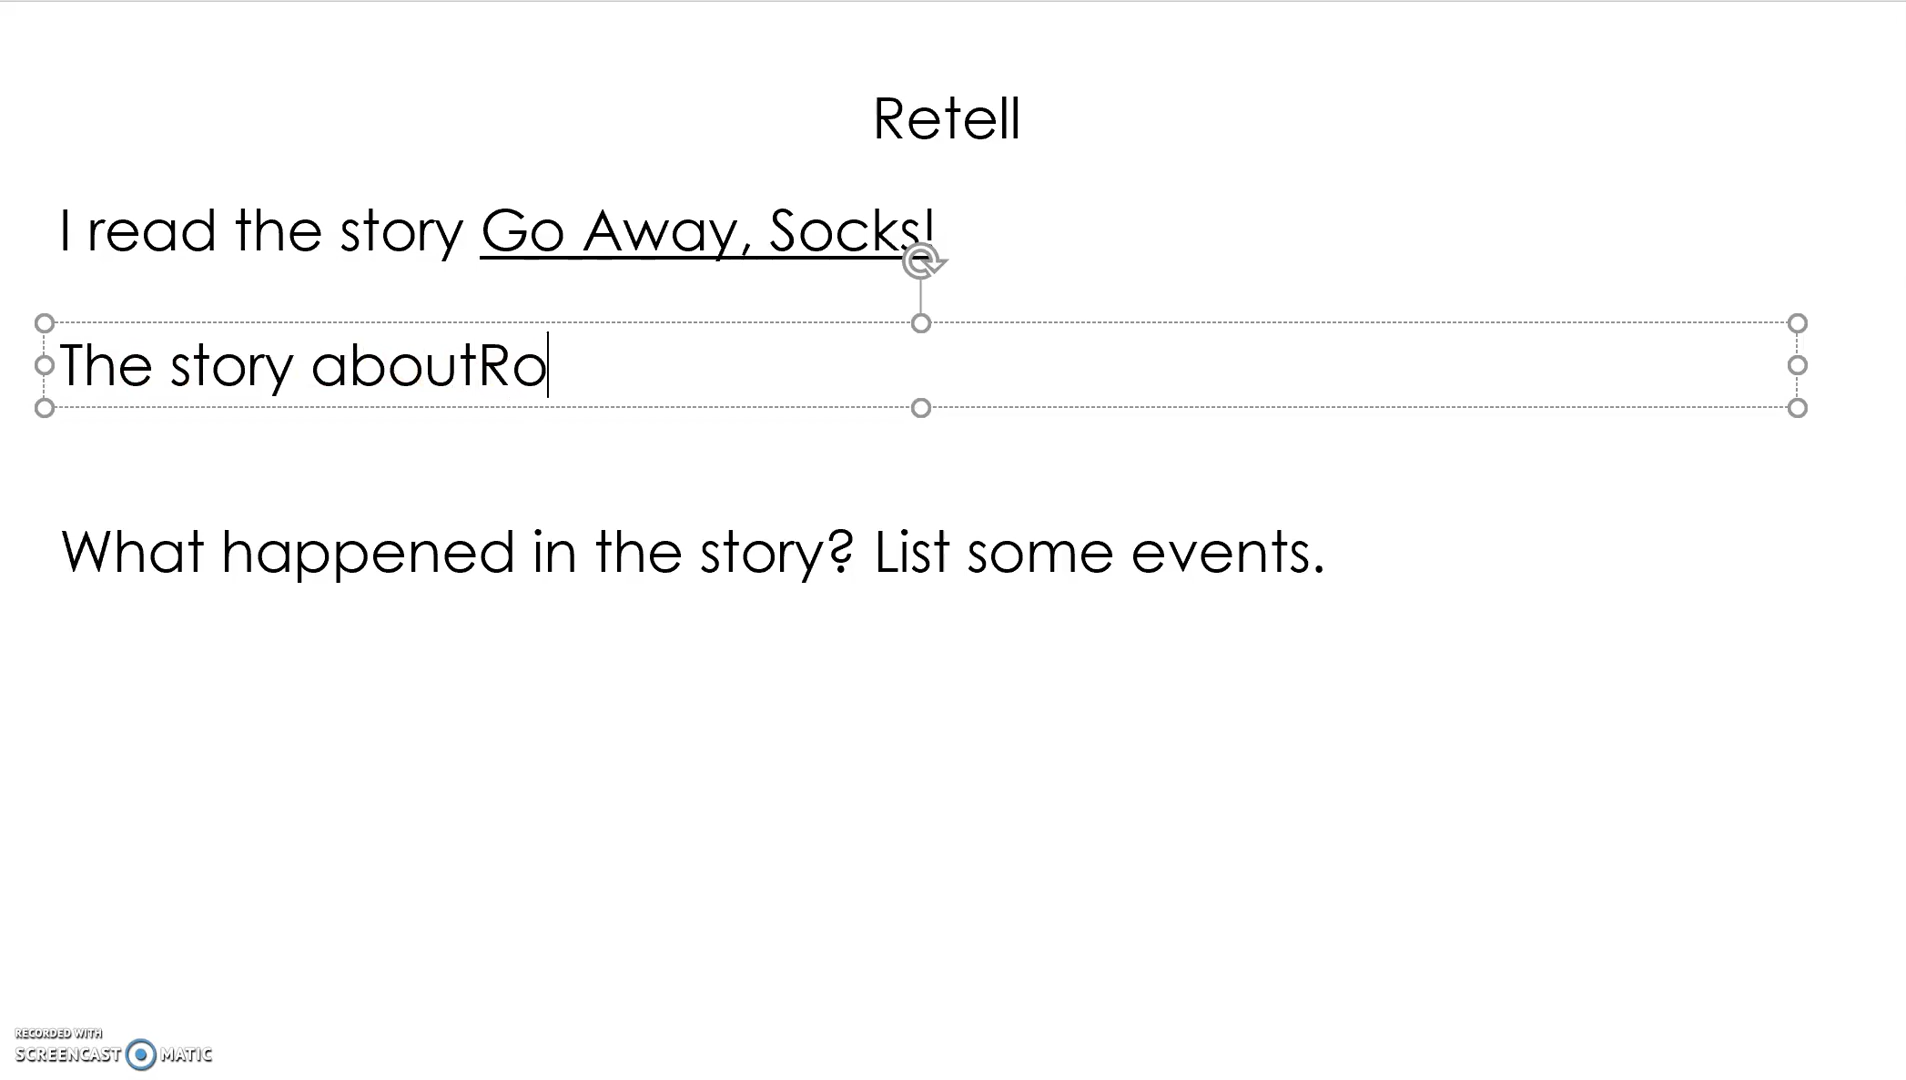 Retell
I read the story Go Away, Socks!
The story aboutRo
What happened in the story? List some events.
RECORDED WITH
SCREENCAST MATIC